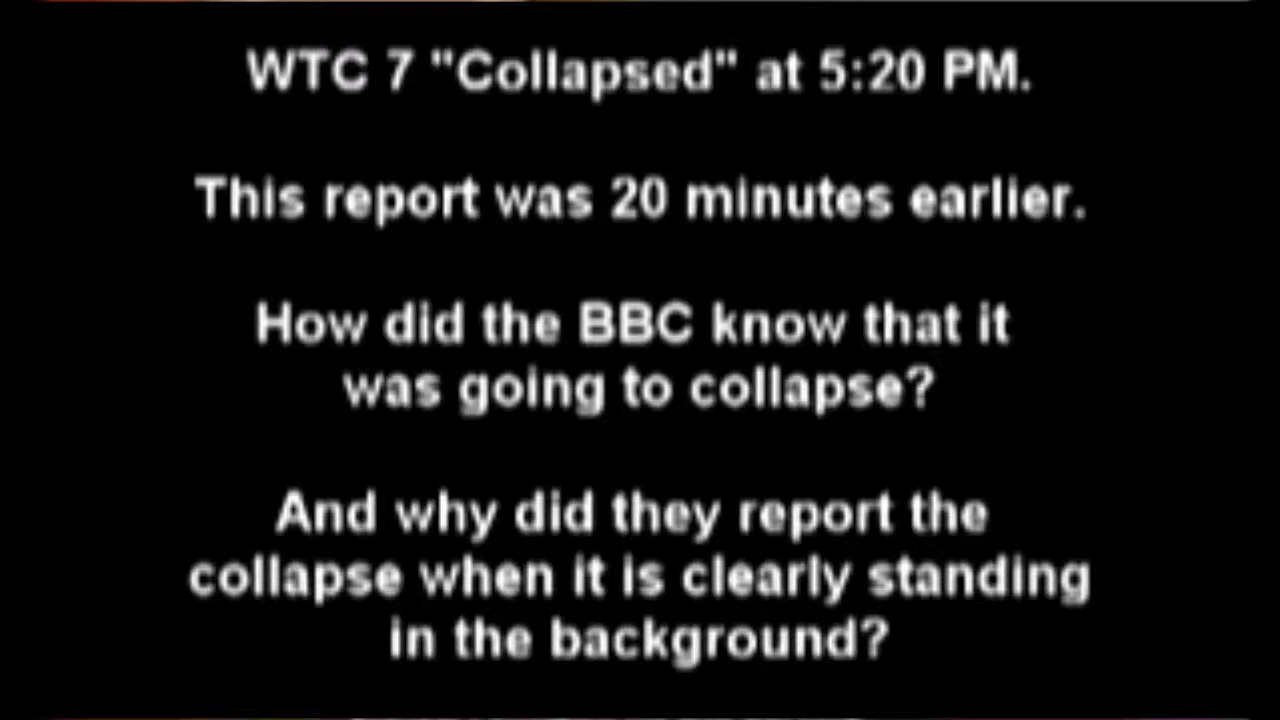 WTC 7 "Collapsed" at 5:20 PM.
This report was 20 minutes earlier.
How did the BBC know that it
was going to collapse?
And why did they report the
collapse when it is clearly standing
in the background?